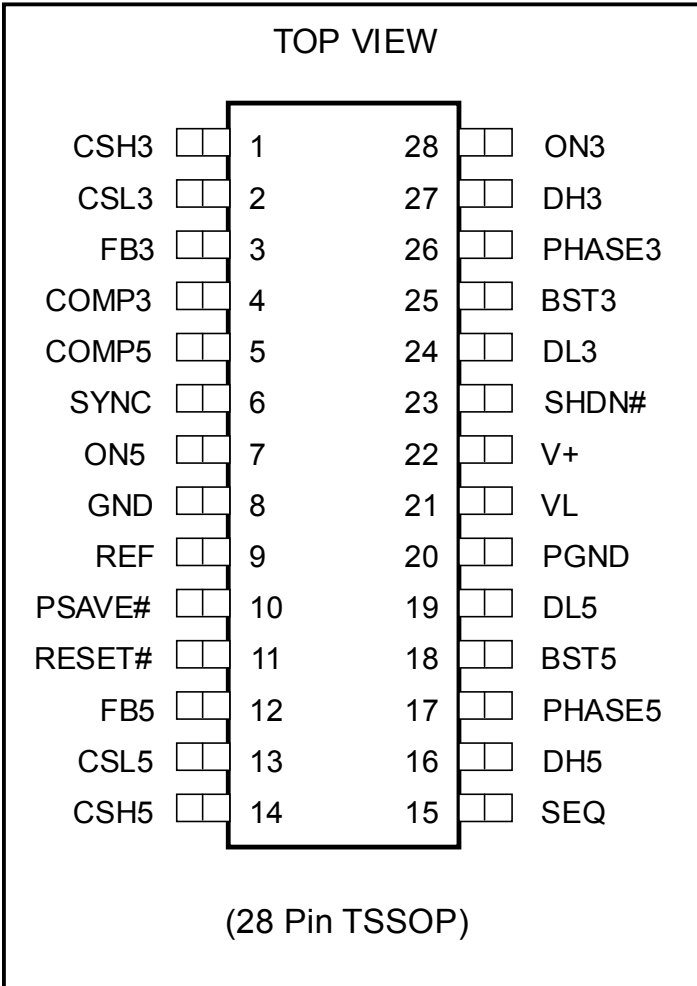 TOP VIEW
CSH3 1 28 ON3
CSL3 2 27 DH3
FB3 3 26 PHASE3
COMP3 4 25 BST3
COMP5 5 24 DL3
SYNC 6 23 SHDN#
ON5 7 22 V+
GND 8 21 VL
REF 9 20 PGND
PSAVE# 10 19 DL5
RESET# 11 18 BST5
FB5 12 17 PHASE5
CSL5 13 16 DH5
CSH5 14 15 SEQ
(28 Pin TSSOP)